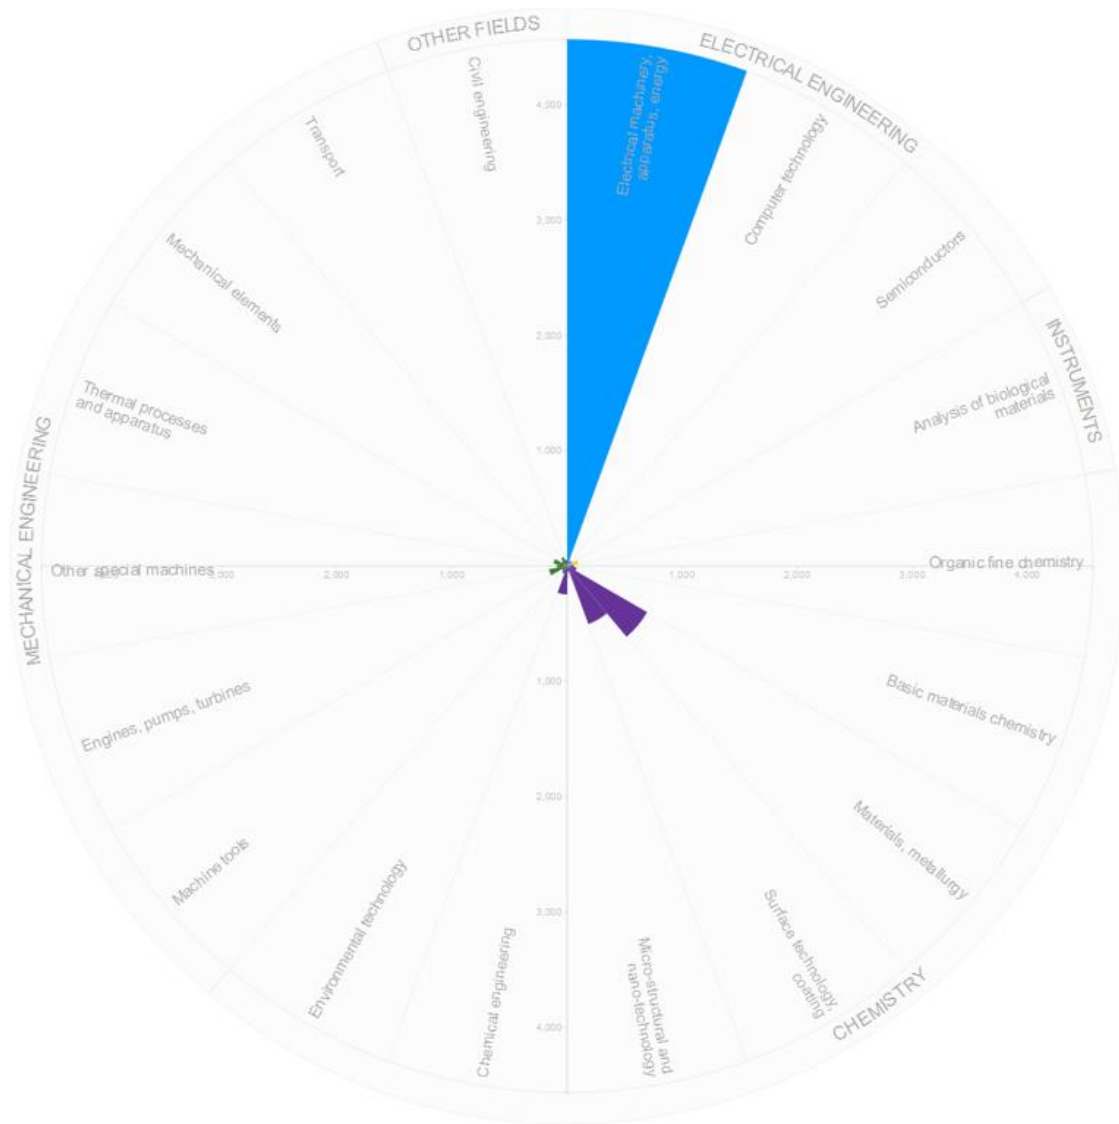 OTHER FIELDS
ELECTRICAL ENGINEERING
Civil engineering
Electrical machinery,
apparatus, energy
Transport
Computer technology
4,000
3,000
2,000
1,000
Mechanical elements
Semiconductors
INSTRUMENTS
Thermal processes
and apparatus
Analysis of biological
materials
MECHANICAL ENGINEERING
Other special machines
2,000
1,000
1,000
2,000
3,000
4,000
Organic fine chemistry
Engines, pumps, turbines
Basic materials chemistry
1,000
2,000
3,000
4,000
Machine tools
Materials, metallurgy
Environmental technology
Surface technology,
coating
Chemical engineering
Micro-structural and
nano-technology
CHEMISTRY